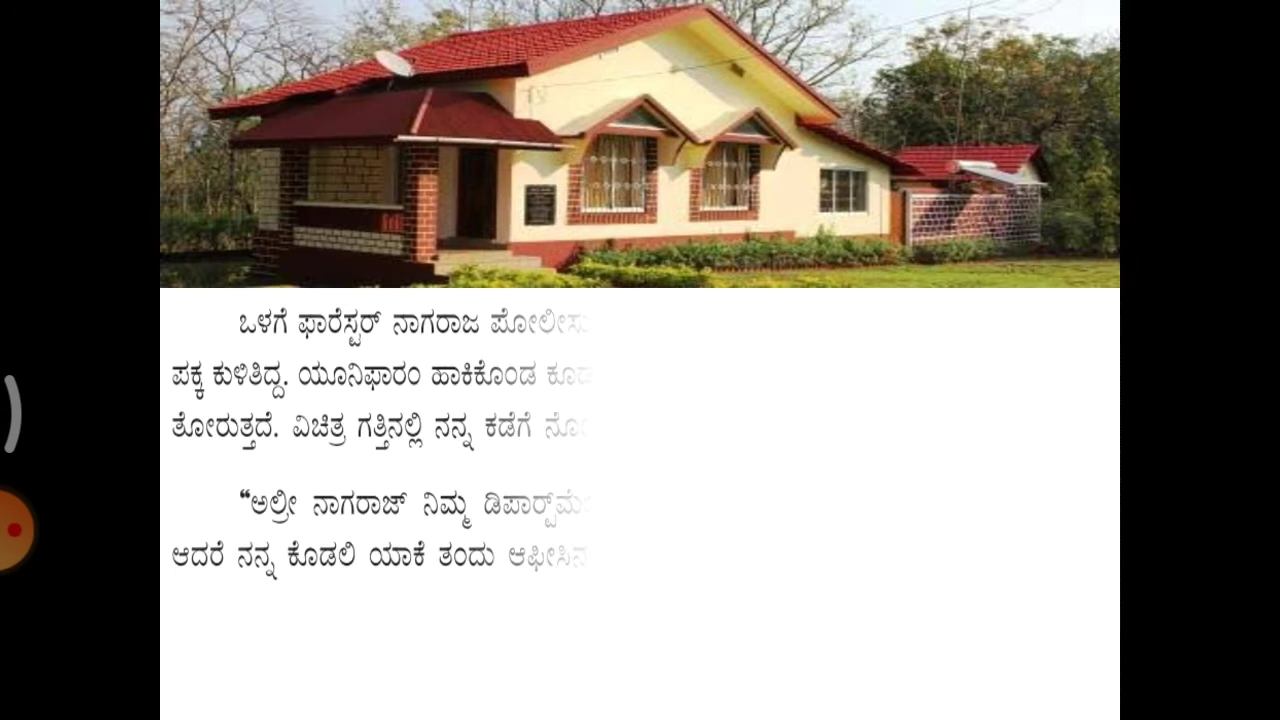 ಒಳಗೆ ಫಾರೆಸ್ಟರ್ ನಾಗರಾಜ
ಪಕ್ಕ ಕುಳಿತಿದ್ದ. ಯೂನಿಫಾರಂ ಹಾಕಿಕೊಂಡ
ತೋರುತ್ತದೆ. ವಿಚಿತ್ರ ಗತ್ತಿನಲ್ಲಿ ನನ್ನ ಕಡೆಗೆ
“ಅಲ್ರೀ ನಾಗರಾಜ್ ನಿಮ್ಮ
ಆದರೆ ನನ್ನ ಕೊಡಲಿ ಯಾಕೆ ತಂದು